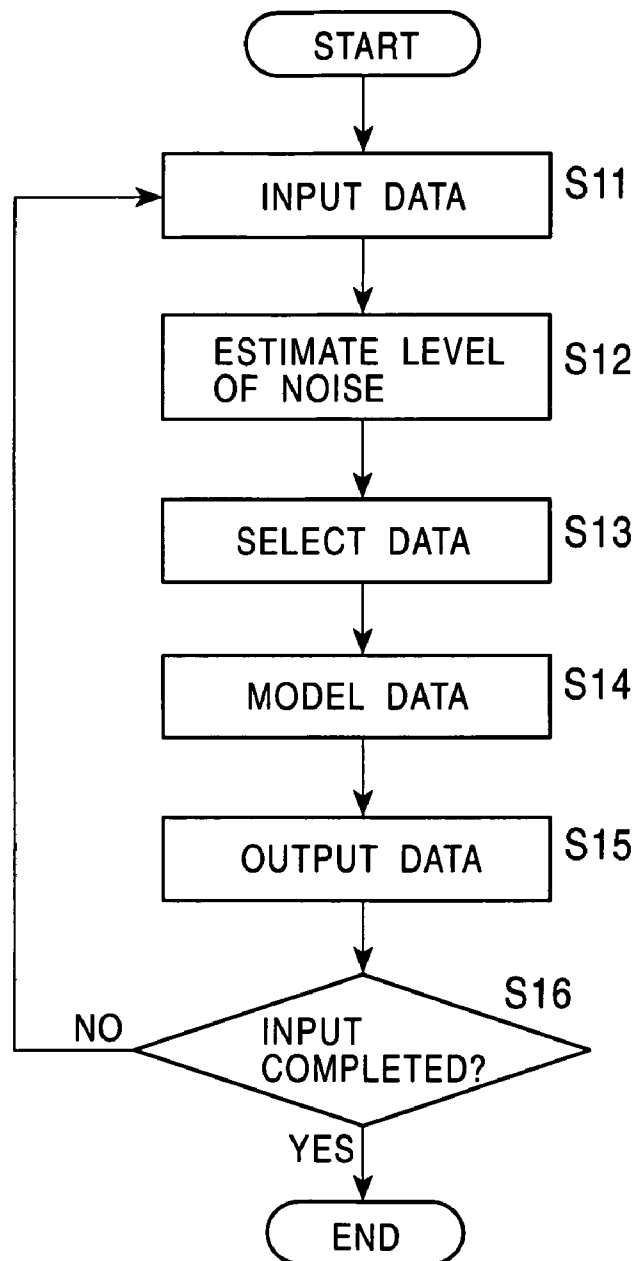 START
INPUT DATA
S11
ESTIMATE LEVEL
OF NOISE
S12
SELECT DATA
S13
MODEL DATA
S14
OUTPUT DATA
S15
S16
NO
INPUT
COMPLETED?
YES
END